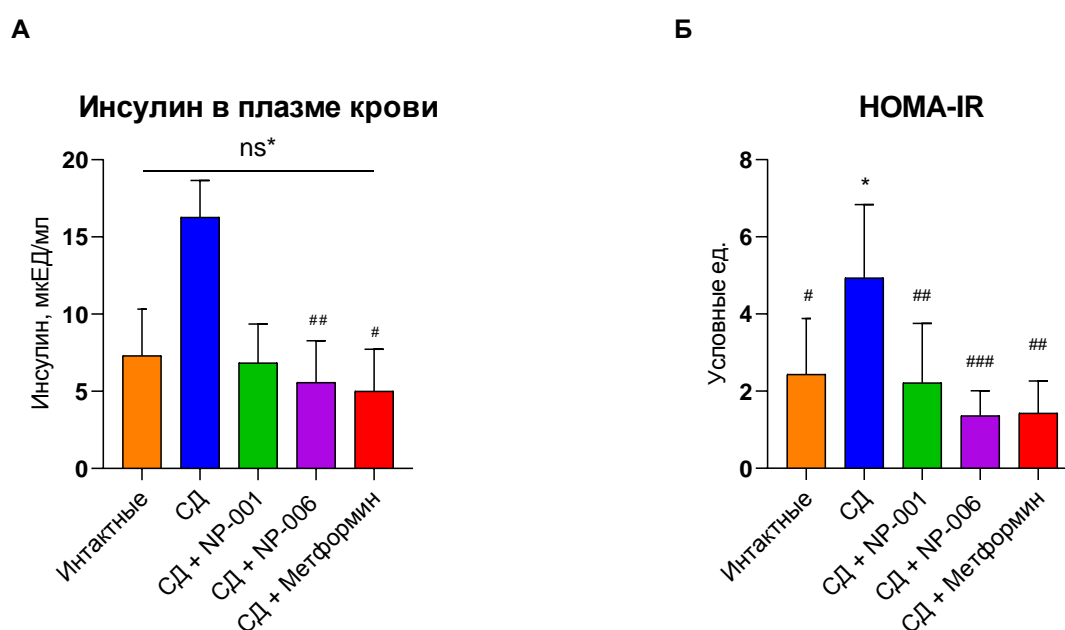 А
Инсулин в плазме крови
ns*
Инсулин, мкЕД/мл
20
15
10
5
0
##
#
Интактные
СД
СД + NP-001
СД + NP-006
СД + Метформин
Б
HOMA-IR
Условные ед.
8
6
4
2
0
#
*
##
###
##
Интактные
СД
СД + NP-001
СД + NP-006
СД + Метформин